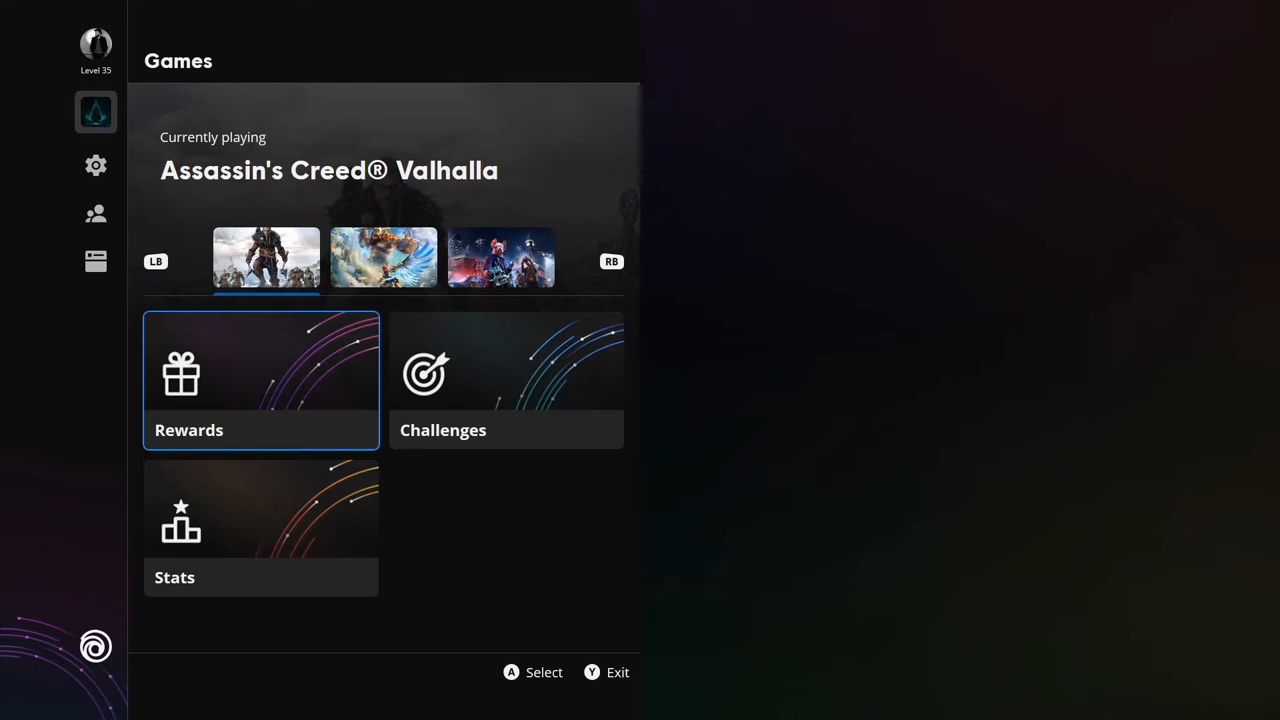 Level 35
Games
Currently playing
Assassin's Creed® Valhalla
LB
RB
Rewards
Challenges
Stats
A Select
Y Exit